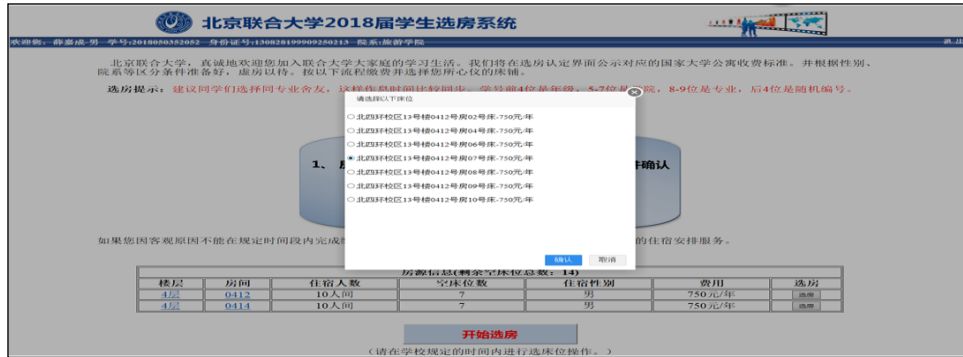 北京联合大学2018届学生选房系统
欢迎您: 薛嘉成-男 学号:2018050352052 身份证号:130828199909250213 院系:旅游学院
退出
北京联合大学，真诚地欢迎您加入联合大学大家庭的学习生活。我们将在选房认定界面公示对应的国家大学公寓收费标准。并根据性别、
院系等区分条件准备好，虚房以待。按以下流程缴费并选择您所心仪的床铺。
选房提示：建议同学们选择同专业舍友，这样作息时间比较同步。学号前4位是年级，5-7位是学院，8-9位是专业，后4位是随机编号。
请选择以下床位
北四环校区13号楼0412号房02号床-750元/年
北四环校区13号楼0412号房04号床-750元/年
北四环校区13号楼0412号房06号床-750元/年
北四环校区13号楼0412号房07号床-750元/年
北四环校区13号楼0412号房08号床-750元/年
北四环校区13号楼0412号房09号床-750元/年
北四环校区13号楼0412号房10号床-750元/年
确认 取消
1、
确认
如果您因客观原因不能在规定时间段内完成
的住宿安排服务。
房源信息(剩余空床位总数: 14)
楼层 房间 住宿人数 空床位数 住宿性别 费用 选房
4层 0412 10人间 7 男 750元/年 选房
4层 0414 10人间 7 男 750元/年 选房
开始选房
（请在学校规定的时间内进行选床位操作。）